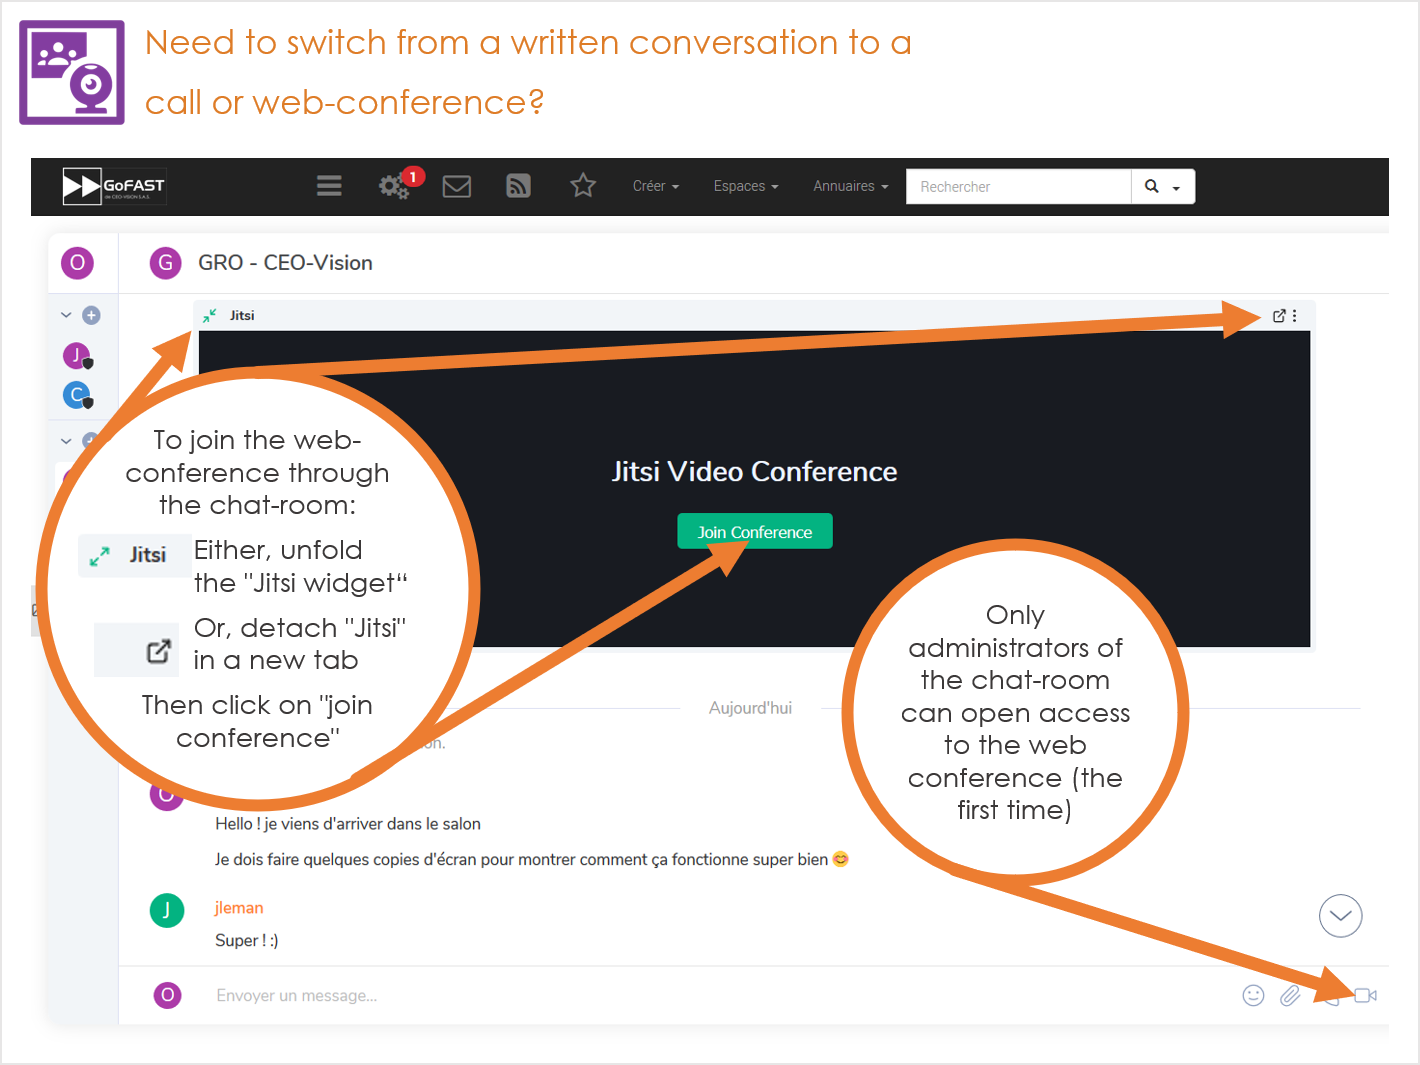 Need to switch from a written conversation to a
call or web-conference?
GoFAST
1
Créer
Espaces
Annuaires
Rechercher
O
G
GRO - CEO-Vision
Jitsi
J
C
Jitsi Video Conference
Join Conference
To join the web-
conference through
the chat-room:
Jitsi
Either, unfold
the "Jitsi widget“
Or, detach "Jitsi"
in a new tab
Then click on "join
conference"
Only
administrators of
the chat-room
can open access
to the web
conference (the
first time)
Aujourd'hui
on.
O
Hello ! je viens d'arriver dans le salon
Je dois faire quelques copies d'écran pour montrer comment ça fonctionne super bien 😊
J
jleman
Super ! :)
O
Envoyer un message...